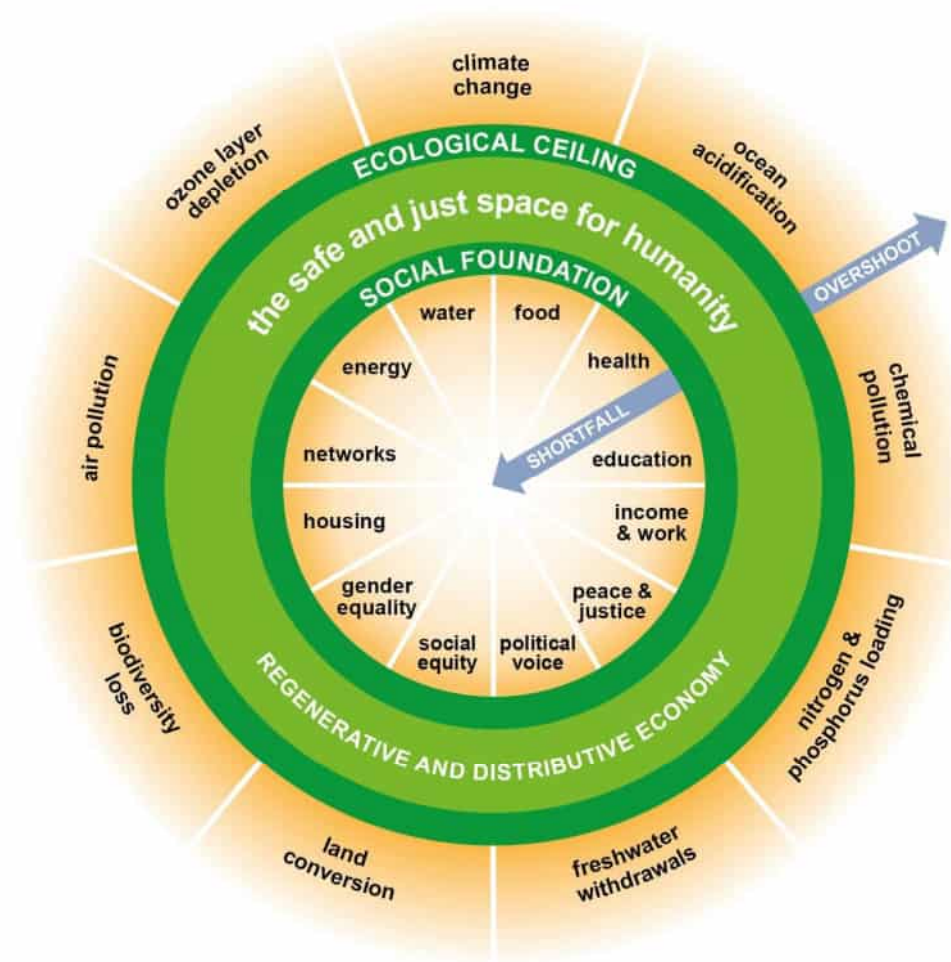 climate
change
ocean
acidification
chemical
pollution
nitrogen &
phosphorus loading
freshwater
withdrawals
land
conversion
biodiversity
loss
air pollution
ozone layer
depletion
OVERSHOOT
ECOLOGICAL CEILING
the safe and just space for humanity
SOCIAL FOUNDATION
water
food
health
SHORTFALL
education
income
& work
peace &
justice
political
voice
social
equity
gender
equality
housing
networks
energy
REGENERATIVE AND DISTRIBUTIVE ECONOMY